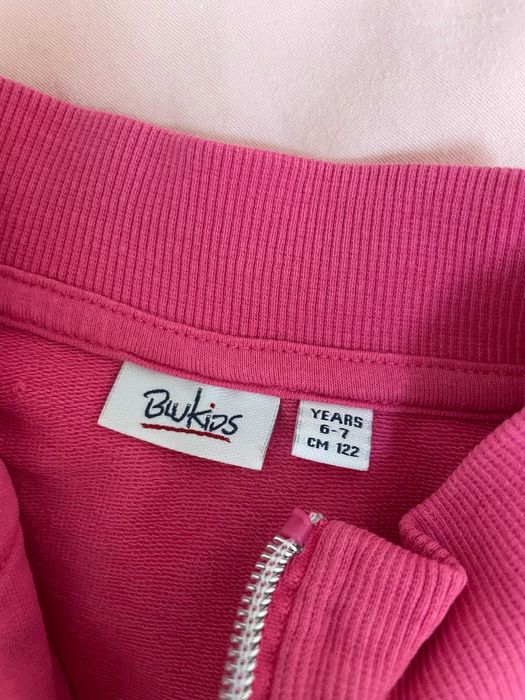 BluKids
YEARS
6-7
CM 122